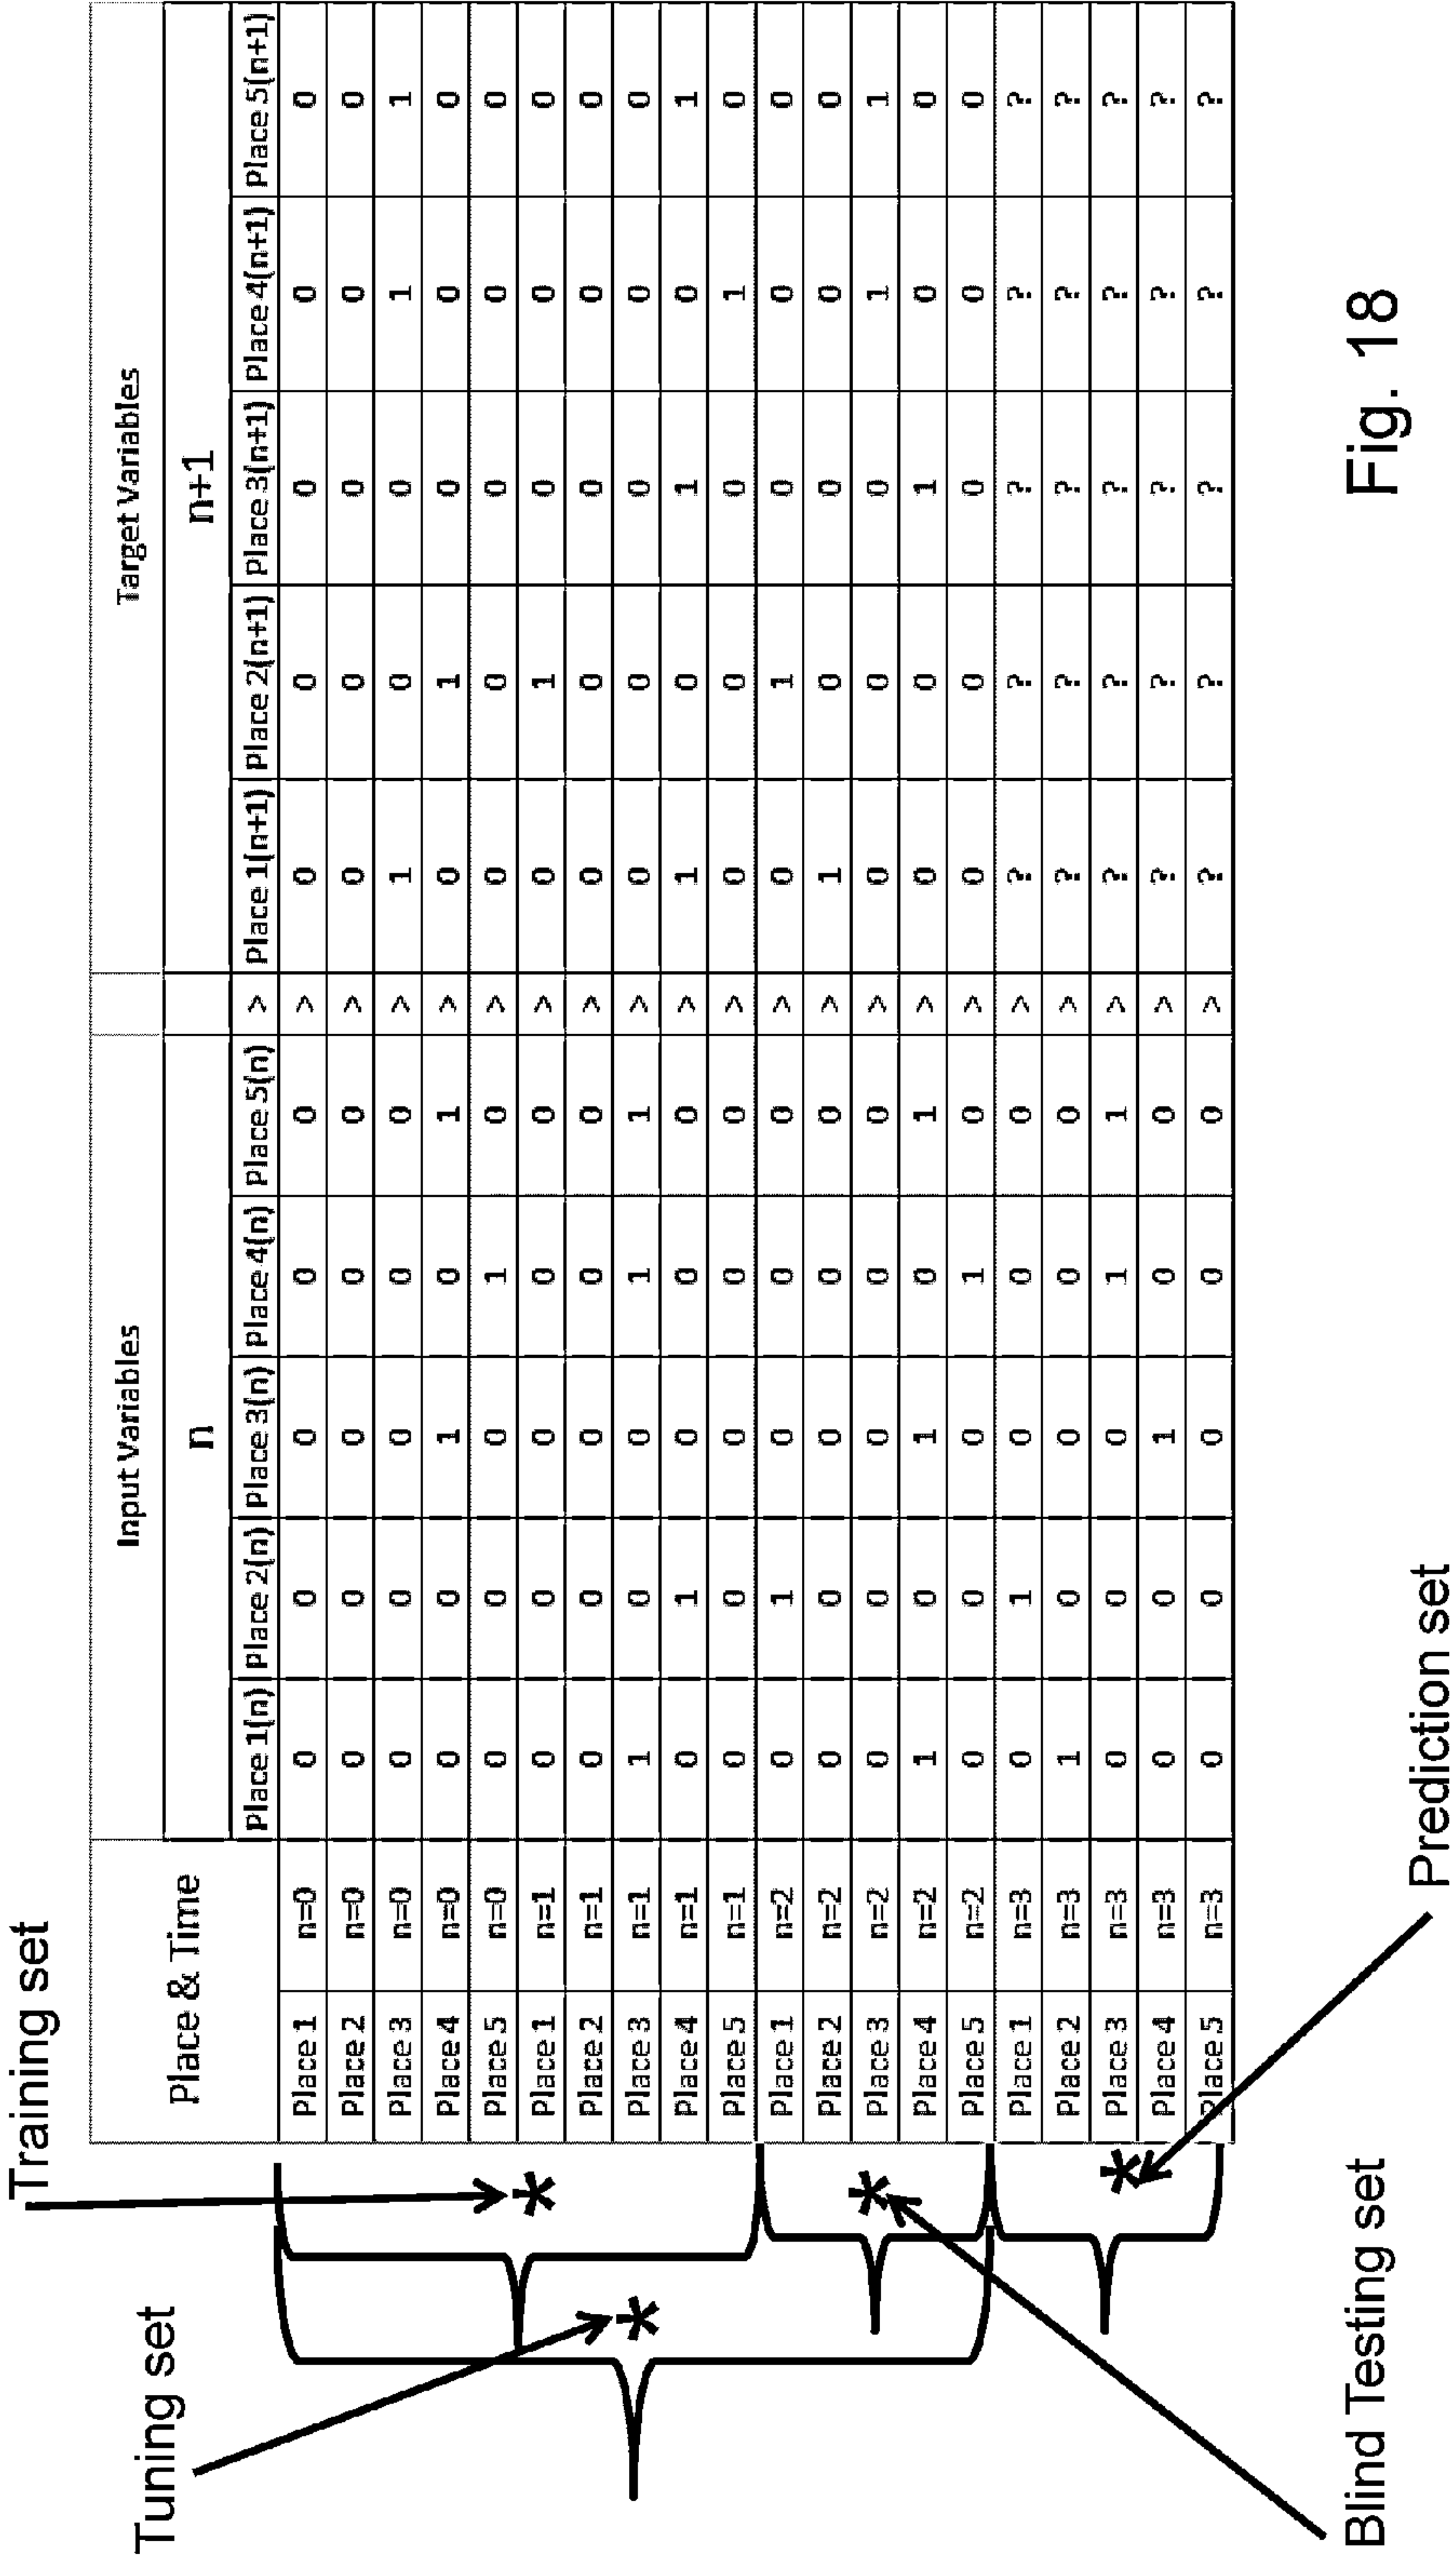 Training set
Tuning set
Place & Time Input Variables Target Variables
n n+1
Place 1(n) Place 2(n) Place 3(n) Place 4(n) Place 5(n) > Place 1(n+1) Place 2(n+1) Place 3(n+1) Place 4(n+1) Place 5(n+1)
Place 1 n=0 0 0 0 0 0 > 0 0 0 0 0
Place 2 n=0 0 0 0 0 0 > 0 0 0 0 0
Place 3 n=0 0 0 0 0 0 > 1 0 0 1 1
Place 4 n=0 0 0 1 0 1 > 0 1 0 0 0
Place 5 n=0 0 0 0 1 0 > 0 0 0 0 0
Place 1 n=1 0 0 0 0 0 > 0 1 0 0 0
Place 2 n=1 0 0 0 0 0 > 0 0 0 0 0
Place 3 n=1 1 0 0 1 1 > 0 0 0 0 0
Place 4 n=1 0 1 0 0 0 > 1 0 1 0 1
Place 5 n=1 0 0 0 0 0 > 0 0 0 1 0
Place 1 n=2 0 1 0 0 0 > 0 1 0 0 0
Place 2 n=2 0 0 0 0 0 > 1 0 0 0 0
Place 3 n=2 0 0 0 0 0 > 0 0 0 1 1
Place 4 n=2 1 0 1 0 1 > 0 0 1 0 0
Place 5 n=2 0 0 0 1 0 > 0 0 0 0 0
Place 1 n=3 0 1 0 0 0 > ? ? ? ? ?
Place 2 n=3 1 0 0 0 0 > ? ? ? ? ?
Place 3 n=3 0 0 0 1 1 > ? ? ? ? ?
Place 4 n=3 0 0 1 0 0 > ? ? ? ? ?
Place 5 n=3 0 0 0 0 0 > ? ? ? ? ?
*
*
*
*
Blind Testing set
Prediction set
Fig. 18